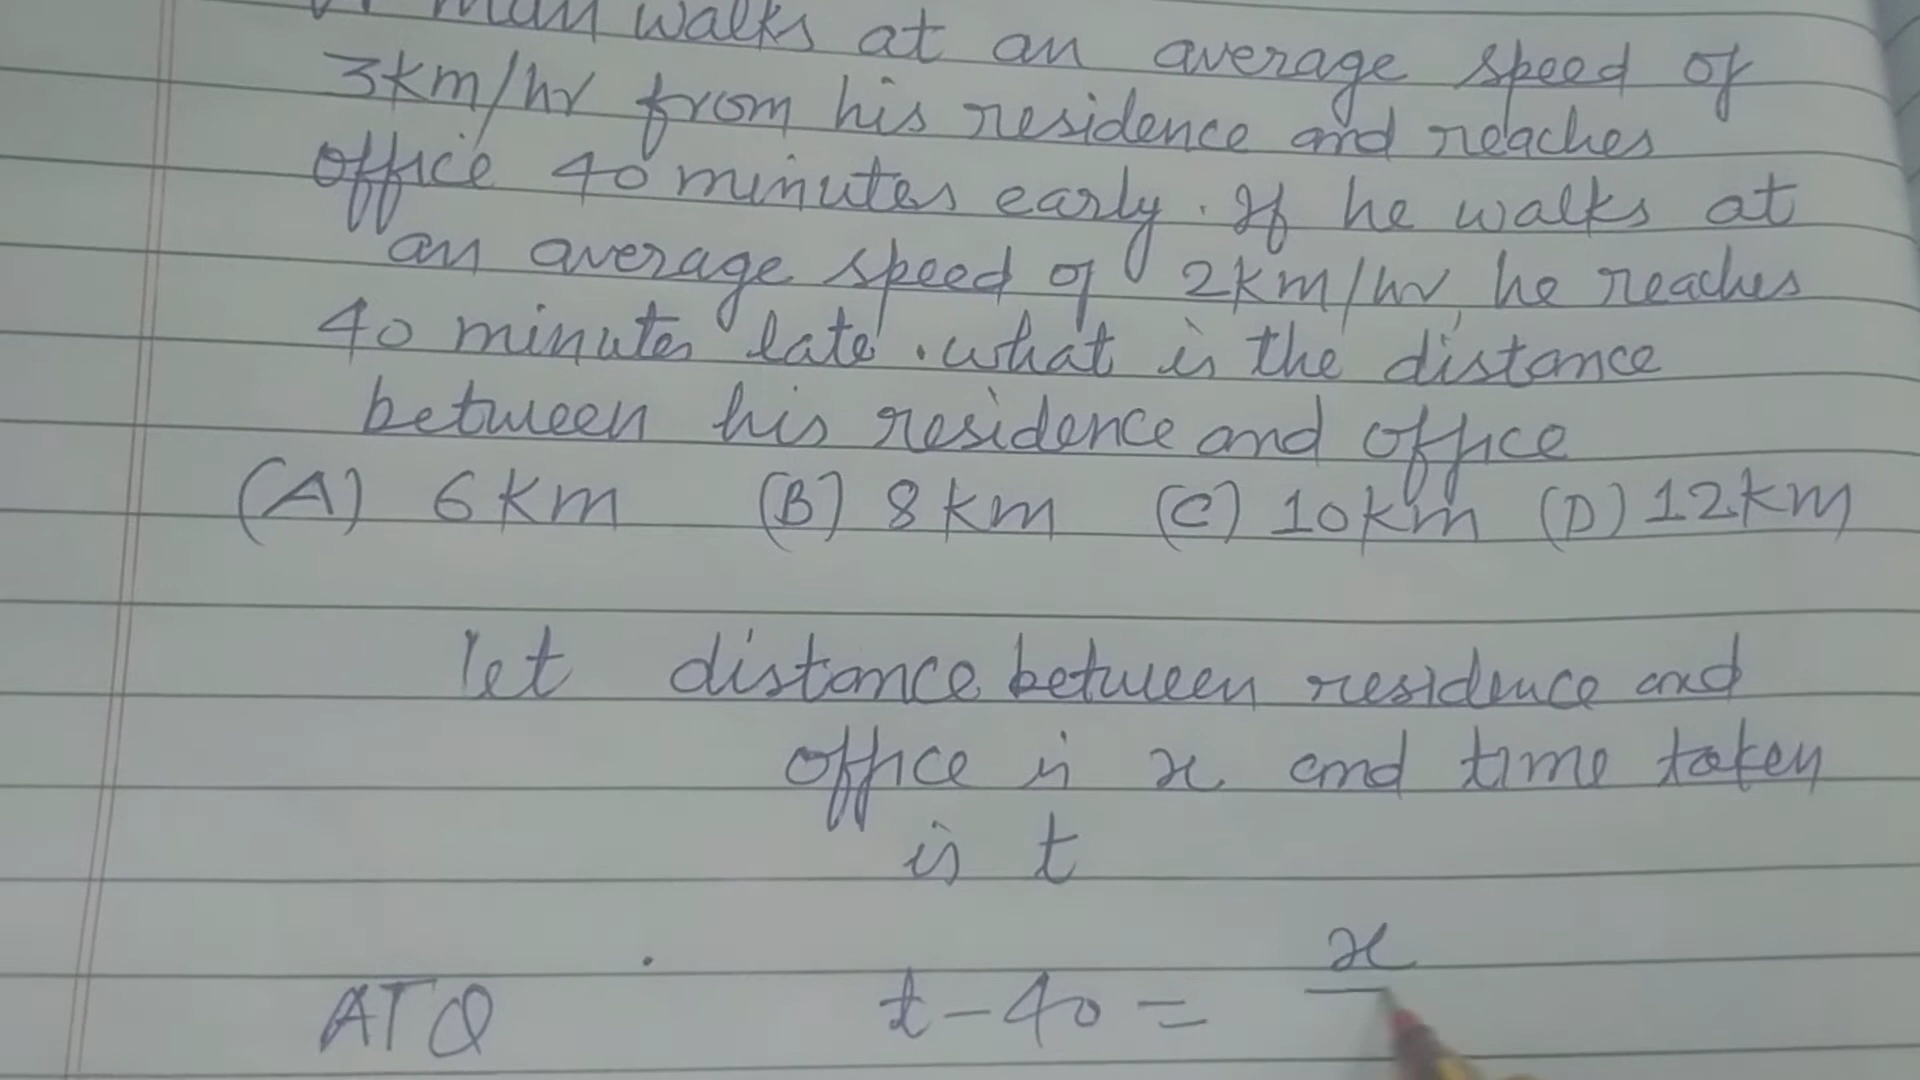 man walks at an average speed of
3km/hr from his residence and reaches
office 40 minutes early. If he walks at
an average speed of 2km/hr he reaches
40 minutes late. what is the distance
between his residence and office
(A) 6km (B) 8km (C) 10km (D) 12km
let distance between residence and
office is x and time taken
is t
ATQ t-40 = x